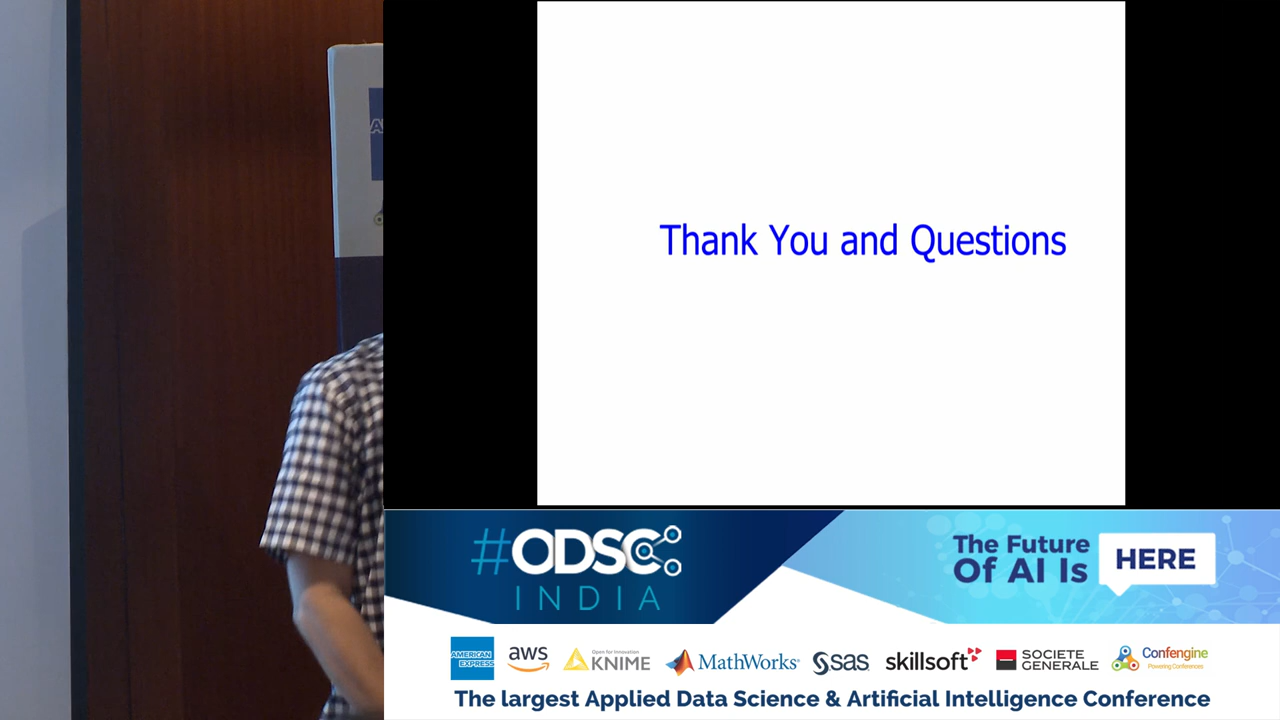 Thank You and Questions
#ODSC
INDIA
The Future
Of AI Is
HERE
AMERICAN
EXPRESS
aws
Open for Innovation
KNIME
MathWorks
sas
skillsoft
SOCIETE
GENERALE
Confengine
Powering Conferences
The largest Applied Data Science & Artificial Intelligence Conference